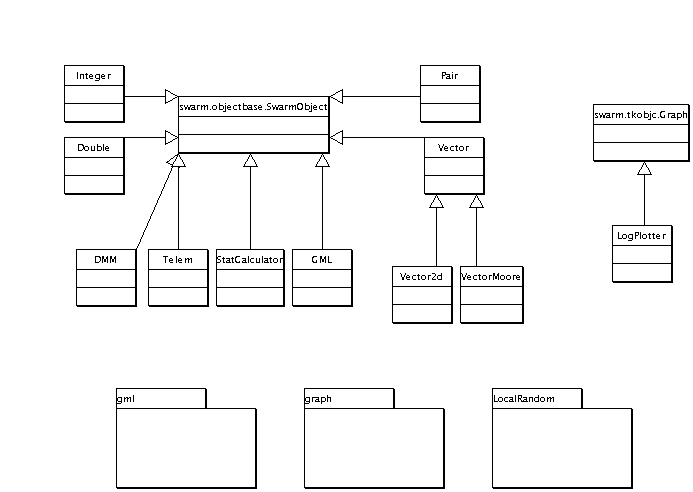 Integer
Pair
swarm.objectbase.SwarmObject
swarm.tkobjc.Graph
Double
Vector
LogPlotter
DMM
Telem
StatCalculator
GML
Vector2d
VectorMoore
gml
graph
LocalRandom